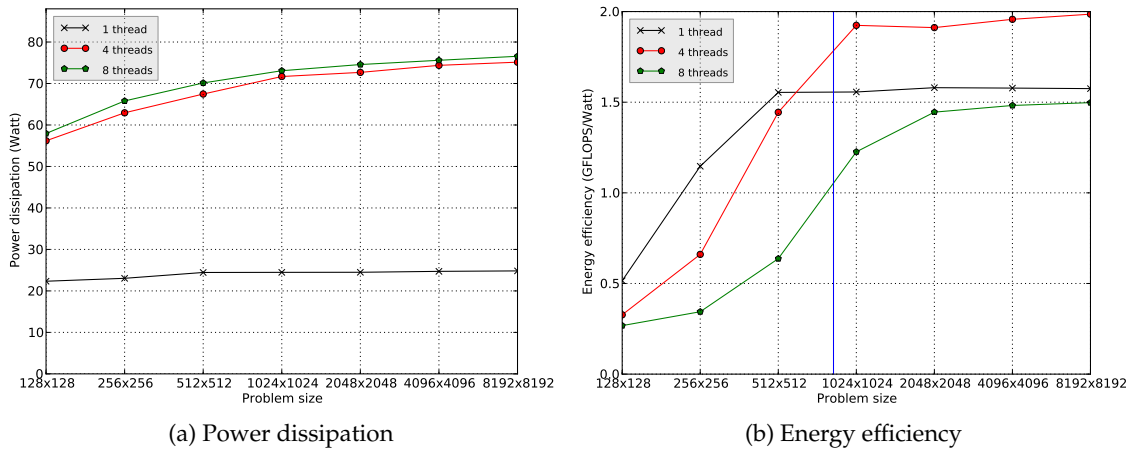 1 thread
4 threads
8 threads
80
70
60
50
40
30
20
10
0
Power dissipation (Watt)
128x128 256x256 512x512 1024x1024 2048x2048 4096x4096 8192x8192
Problem size
(a) Power dissipation
1 thread
4 threads
8 threads
2.0
1.5
1.0
0.5
0.0
Energy efficiency (GFLOPS/Watt)
128x128 256x256 512x512 1024x1024 2048x2048 4096x4096 8192x8192
Problem size
(b) Energy efficiency